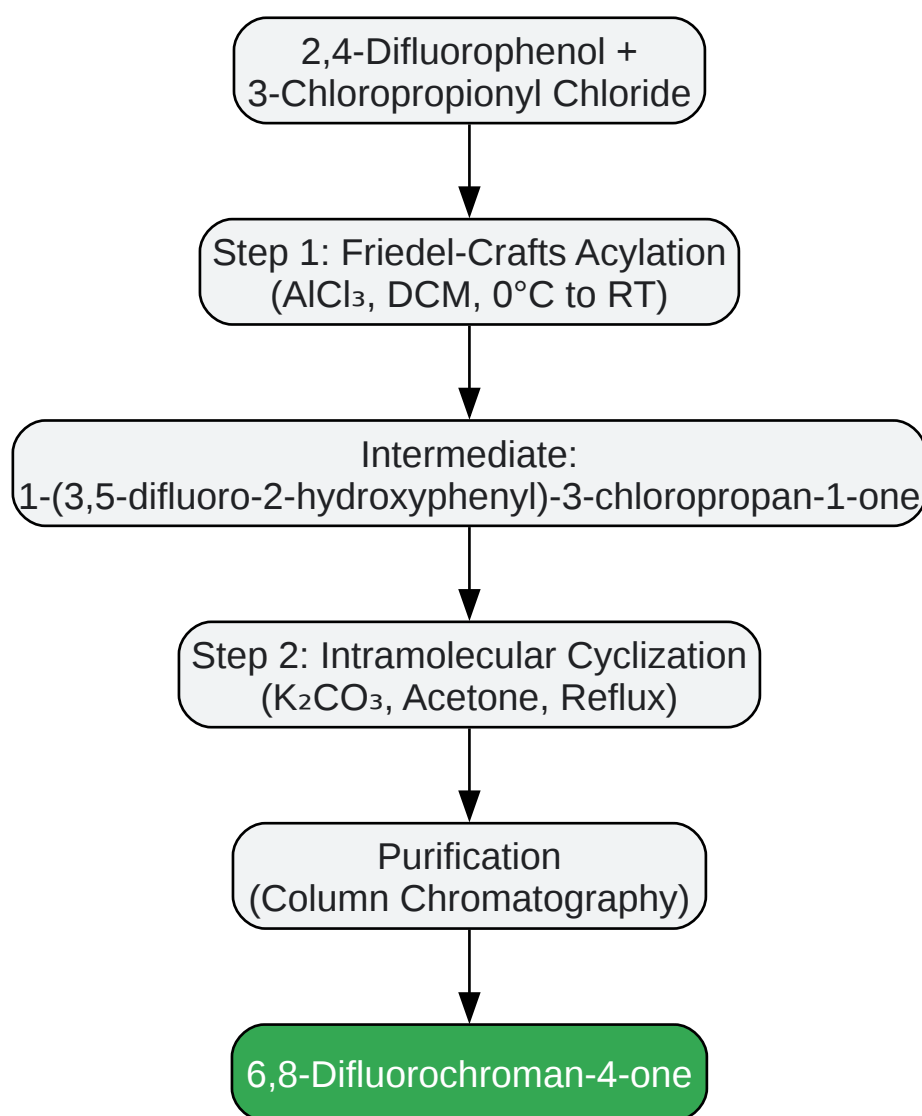 2,4-Difluorophenol +
3-Chloropropionyl Chloride
Step 1: Friedel-Crafts Acylation
(AlCl₃, DCM, 0°C to RT)
Intermediate:
1-(3,5-difluoro-2-hydroxyphenyl)-3-chloropropan-1-one
Step 2: Intramolecular Cyclization
(K₂CO₃, Acetone, Reflux)
Purification
(Column Chromatography)
6,8-Difluorochroman-4-one